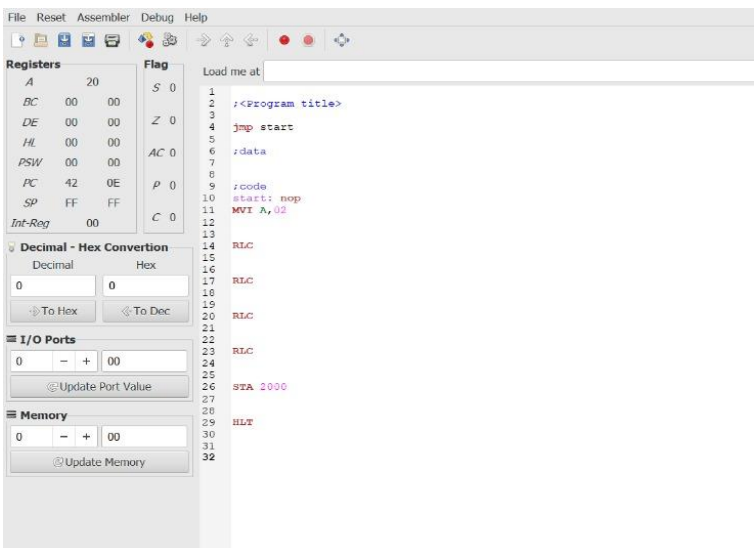 File Reset Assembler Debug Help
Registers
A 20
BC 00 00
DE 00 00
HL 00 00
PSW 00 00
PC 42 0E
SP FF FF
Int-Reg 00
Flag
S 0
Z 0
AC 0
P 0
C 0
Decimal - Hex Convertion
Decimal Hex
0 0
To Hex To Dec
I/O Ports
0 − + 00
Update Port Value
Memory
0 − + 00
Update Memory
Load me at
1
2 ;<Program title>
3
4 jmp start
5
6 ;data
7
8
9 ;code
10 start: nop
11 MVI A,02
12
13
14 RLC
15
16
17 RLC
18
19
20 RLC
21
22
23 RLC
24
25
26 STA 2000
27
28
29 HLT
30
31
32